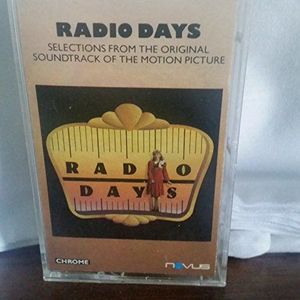 RADIO DAYS
SELECTIONS FROM THE ORIGINAL
SOUNDTRACK OF THE MOTION PICTURE
RADIO
DAYS
CHROME
NOVUS